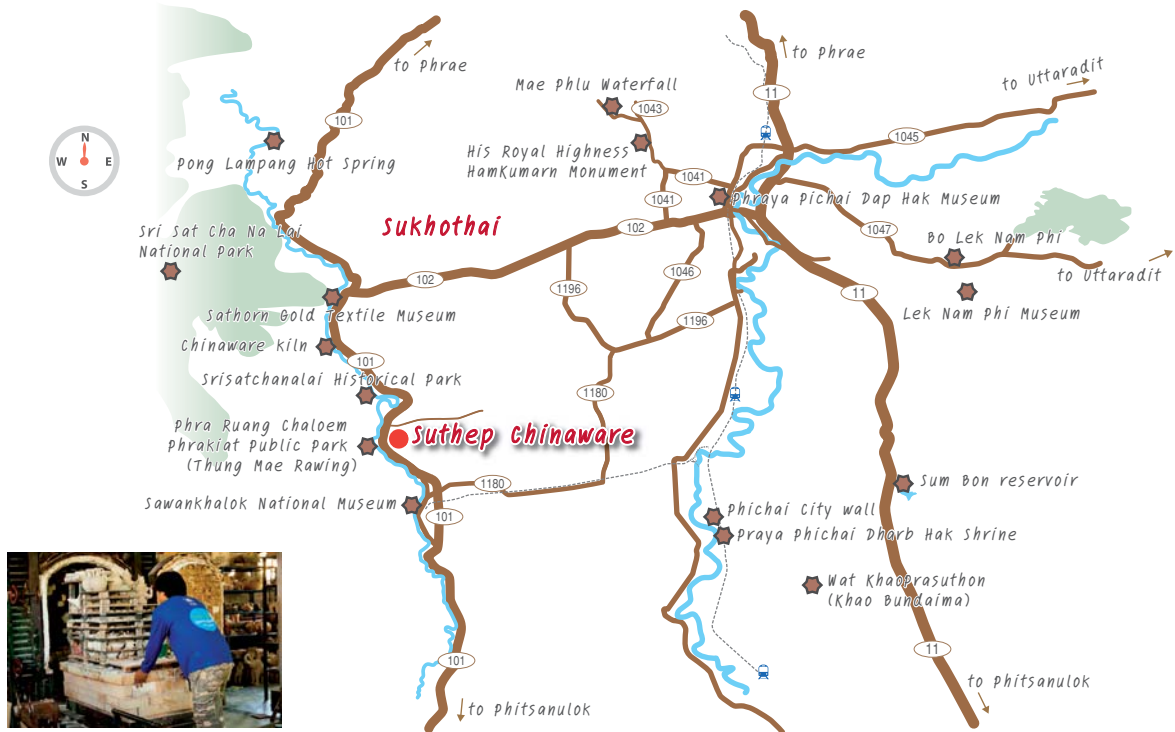 to Phrae
to Phrae
to Uttaradit
Mae Phlu Waterfall
1043
11
101
1045
N
W E
S
Pong Lampang Hot Spring
His Royal Highness
Hamkumarn Monument
1041
1041
Phraya Pichai Dap Hak Museum
Sukhothai
102
1047
Sri Sat Cha Na Lai
National Park
Bo Lek Nam Phi
to Uttaradit
102
1046
1196
11
Lek Nam Phi Museum
Sathorn Gold Textile Museum
1196
Chinaware kiln
101
Srisatchanalai Historical Park
1180
Phra Ruang Chaloem
Phrakiat Public Park
(Thung Mae Rawing)
Suthep Chinaware
1180
Sawankhalok National Museum
101
Sum Bon reservoir
Phichai City wall
Praya Phichai Dharb Hak Shrine
Wat Khaoprasuthon
(Khao Bundaima)
101
11
to Phitsanulok
to Phitsanulok